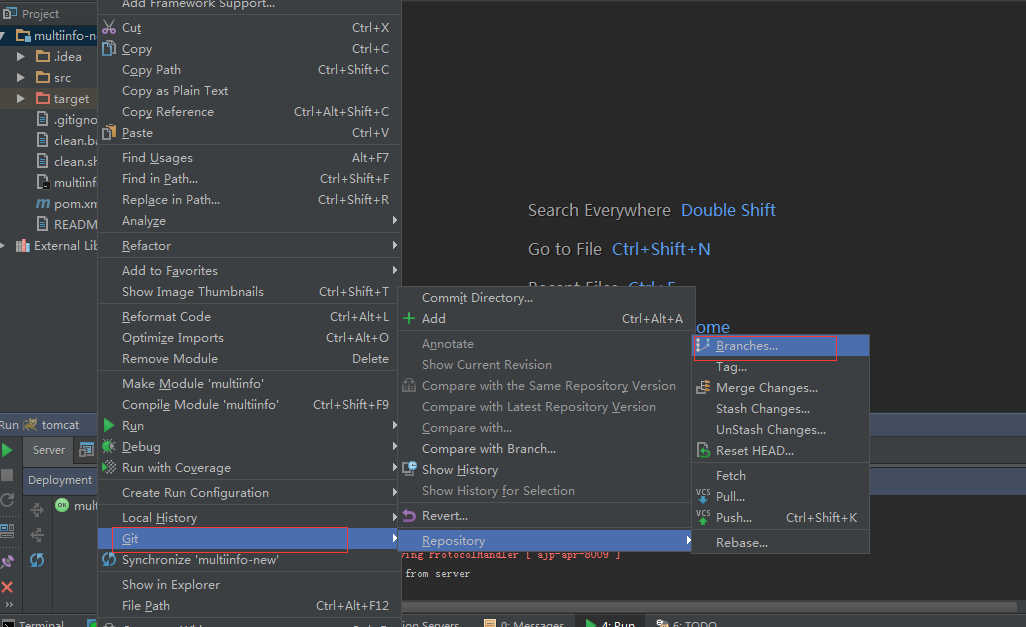 Project
multiinfo-n
.idea
src
target
.gitigno
clean.ba
clean.sh
multiinf
pom.xm
READM
External Lib
Add Framework Support...
Cut Ctrl+X
Copy Ctrl+C
Copy Path Ctrl+Shift+C
Copy as Plain Text
Copy Reference Ctrl+Alt+Shift+C
Paste Ctrl+V
Find Usages Alt+F7
Find in Path... Ctrl+Shift+F
Replace in Path... Ctrl+Shift+R
Analyze
Refactor
Add to Favorites
Show Image Thumbnails Ctrl+Shift+T
Reformat Code Ctrl+Alt+L
Optimize Imports Ctrl+Alt+O
Remove Module Delete
Make Module 'multiinfo'
Compile Module 'multiinfo' Ctrl+Shift+F9
Run
Debug
Run with Coverage
Create Run Configuration
Local History
Git
Synchronize 'multiinfo-new'
Show in Explorer
File Path Ctrl+Alt+F12
Search Everywhere Double Shift
Go to File Ctrl+Shift+N
Recent Files Ctrl+E
ome
Commit Directory...
Add Ctrl+Alt+A
Annotate
Show Current Revision
Compare with the Same Repository Version
Compare with Latest Repository Version
Compare with...
Compare with Branch...
Show History
Show History for Selection
Revert...
Repository
Branches...
Tag...
Merge Changes...
Stash Changes...
UnStash Changes...
Reset HEAD...
Fetch
VCS Pull...
VCS Push... Ctrl+Shift+K
Rebase...
Run tomcat
Server
Deployment
OK mult
ving ProtocolHandler ["ajp-apr-8009"]
from server
Terminal
ion Servers
0: Messages
4: Run
6: TODO